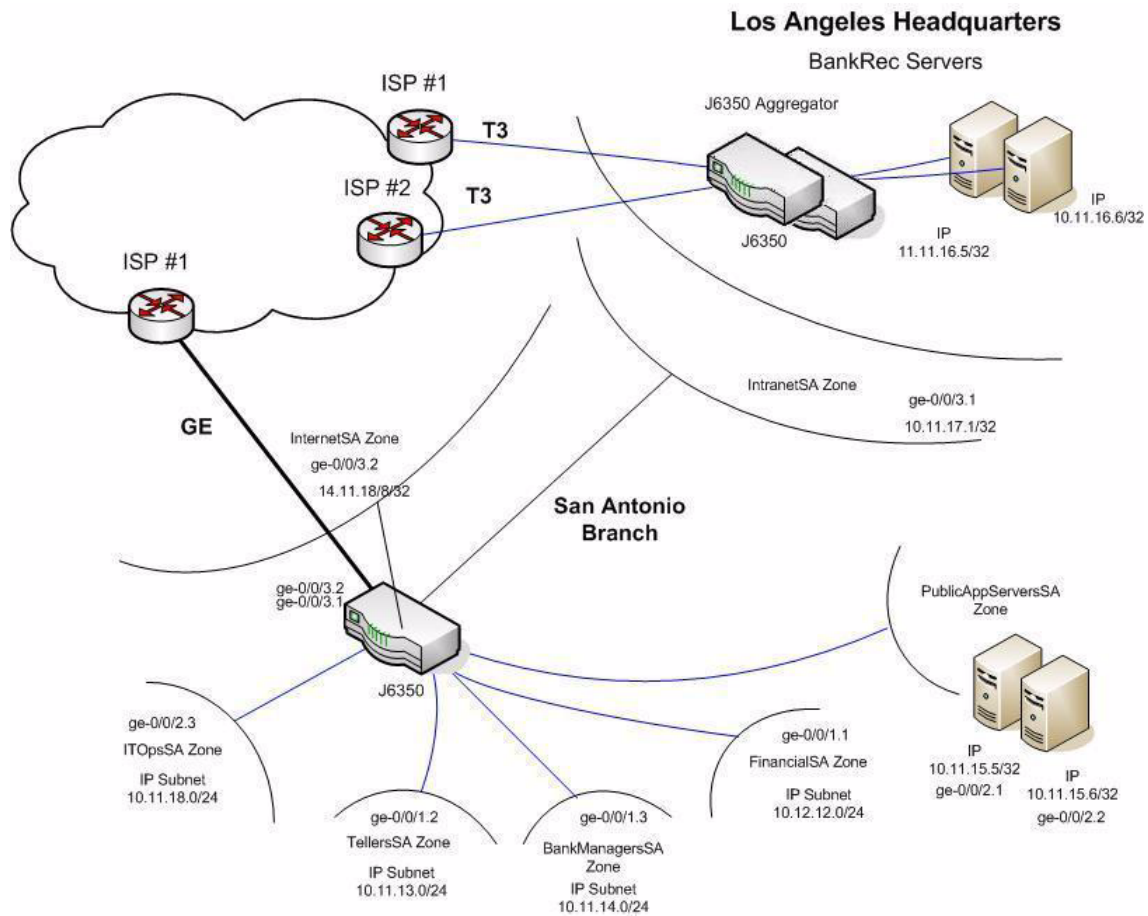 Los Angeles Headquarters
BankRec Servers
ISP #1
J6350 Aggregator
T3
ISP #2
T3
J6350
IP
10.11.16.6/32
IP
11.11.16.5/32
ISP #1
IntranetSA Zone
ge-0/0/3.1
10.11.17.1/32
GE
InternetSA Zone
ge-0/0/3.2
14.11.18/8/32
San Antonio
Branch
ge-0/0/3.2
ge-0/0/3.1
J6350
PublicAppServersSA
Zone
IP
10.11.15.5/32
ge-0/0/2.1
IP
10.11.15.6/32
ge-0/0/2.2
ge-0/0/2.3
ITOpsSA Zone
IP Subnet
10.11.18.0/24
ge-0/0/1.2
TellersSA Zone
IP Subnet
10.11.13.0/24
ge-0/0/1.3
BankManagersSA
Zone
IP Subnet
10.11.14.0/24
ge-0/0/1.1
FinancialSA Zone
IP Subnet
10.12.12.0/24